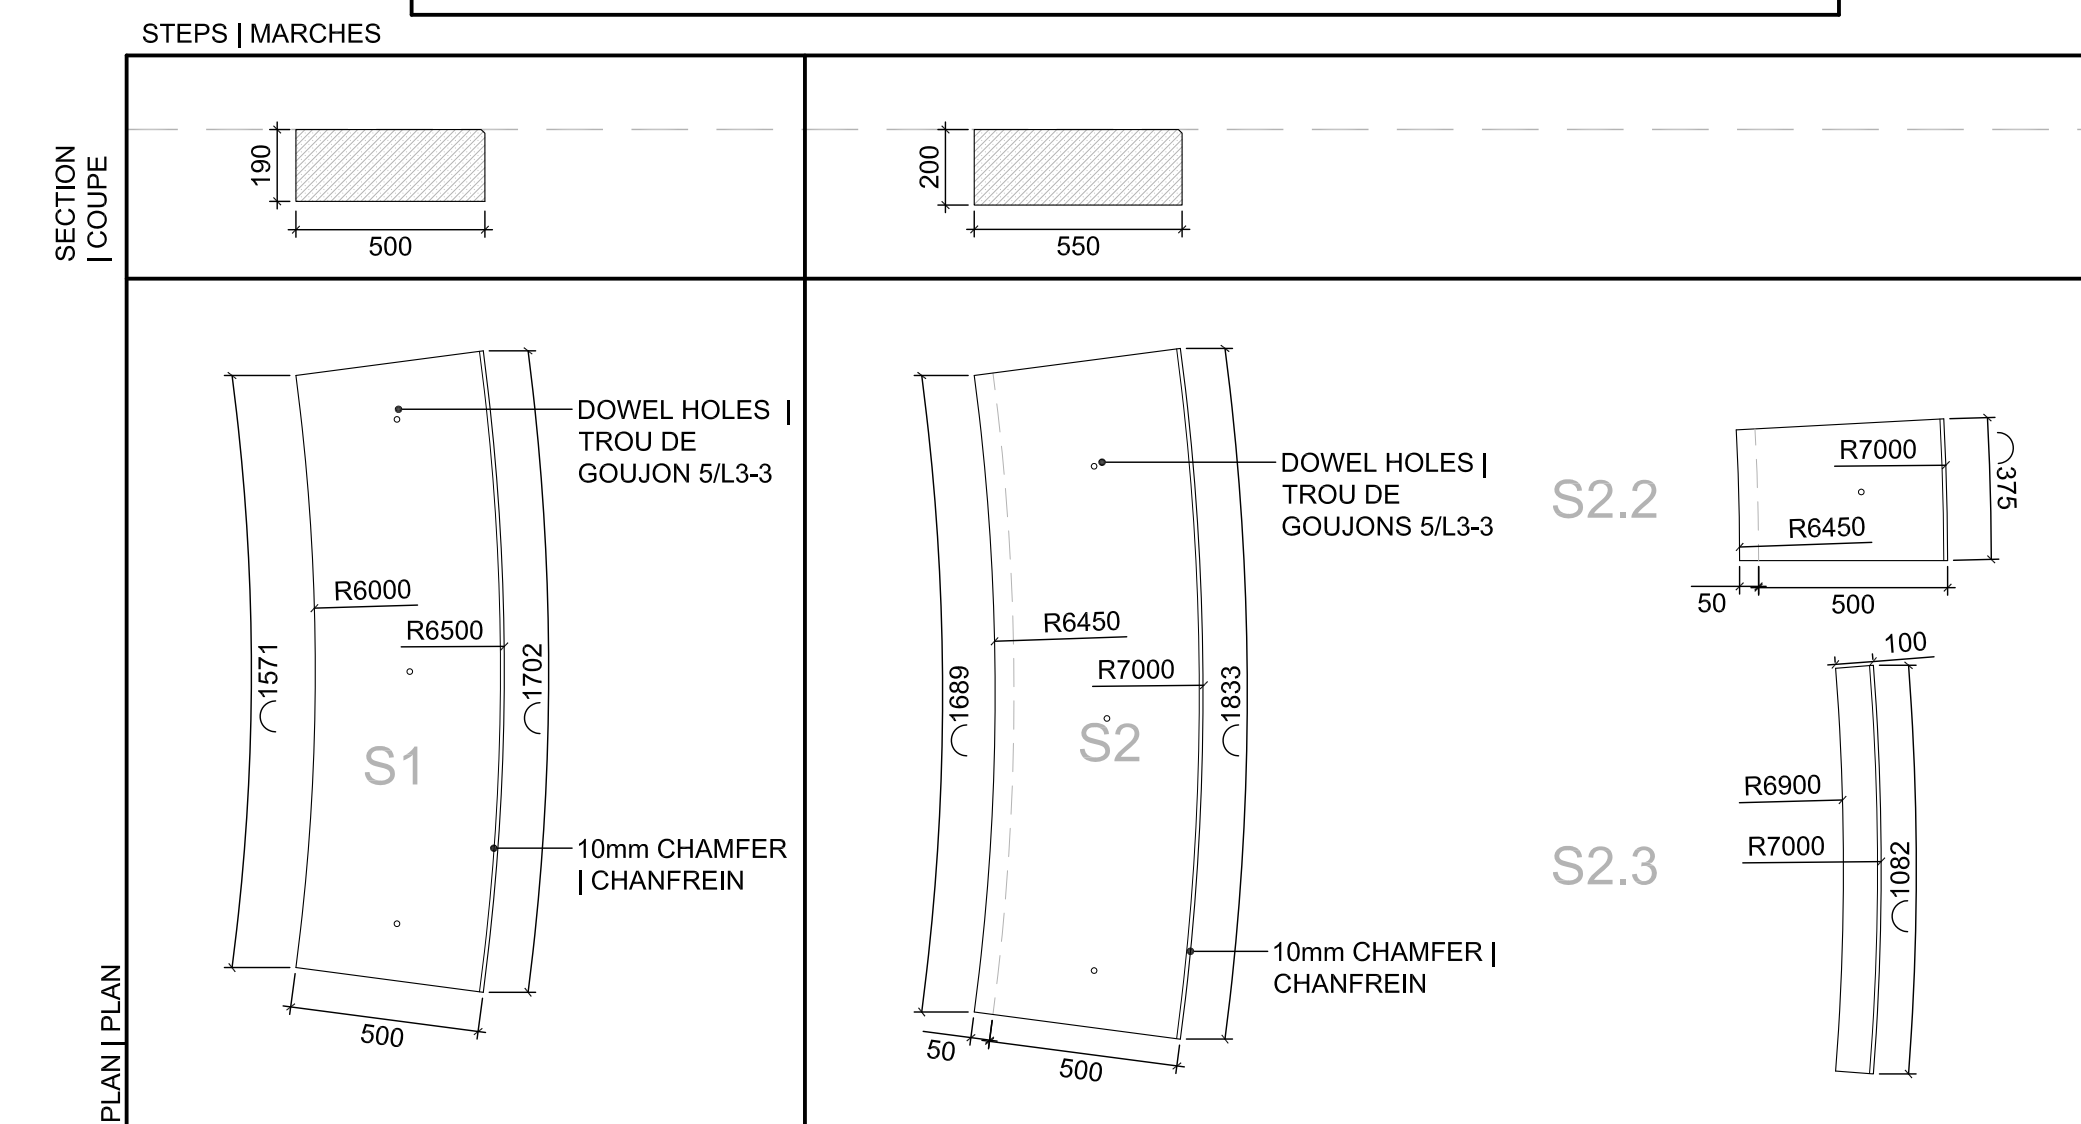 STEPS | MARCHES
SECTION
| COUPE
190
500
200
550
PLAN | PLAN
1571
R6000
R6500
1702
S1
DOWEL HOLES |
TROU DE
GOUJON 5/L3-3
10mm CHAMFER
| CHANFREIN
500
1689
R6450
R7000
1833
S2
DOWEL HOLES |
TROU DE
GOUJONS 5/L3-3
10mm CHAMFER |
CHANFREIN
50
500
S2.2
R7000
R6450
375
50
500
S2.3
100
R6900
R7000
1082